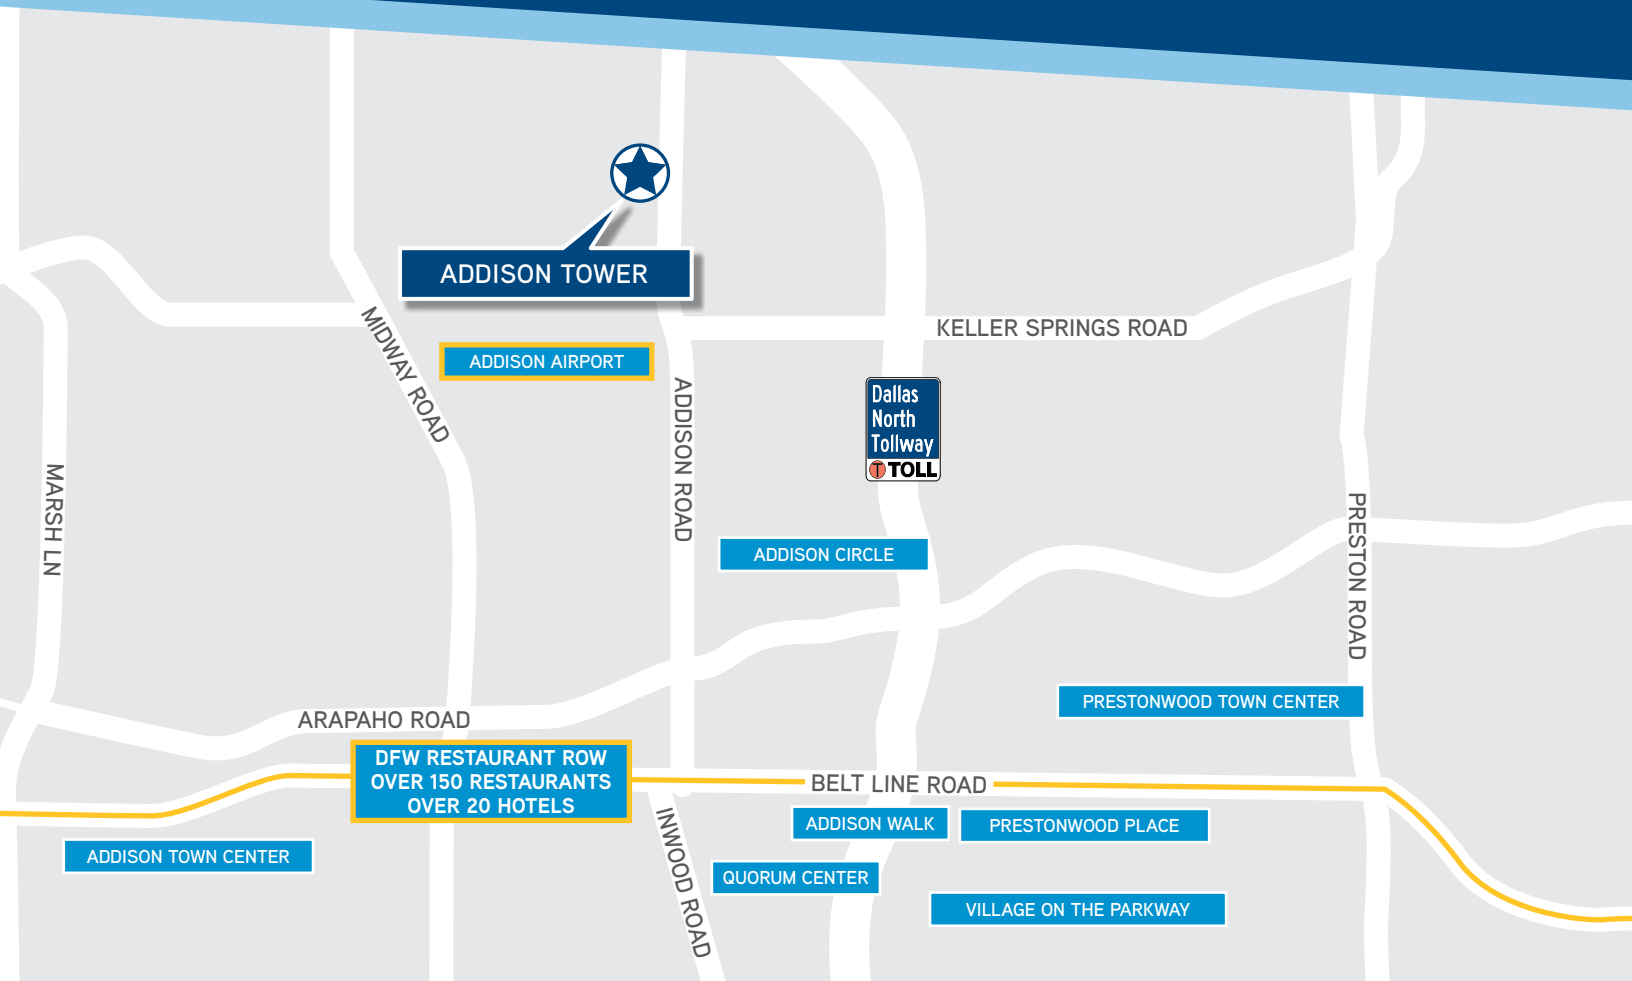 ADDISON TOWER
KELLER SPRINGS ROAD
MIDWAY ROAD
ADDISON AIRPORT
ADDISON ROAD
Dallas
North
Tollway
T TOLL
MARSH LN
PRESTON ROAD
ADDISON CIRCLE
PRESTONWOOD TOWN CENTER
ARAPAHO ROAD
DFW RESTAURANT ROW
OVER 150 RESTAURANTS
OVER 20 HOTELS
BELT LINE ROAD
ADDISON WALK
PRESTONWOOD PLACE
INWOOD ROAD
ADDISON TOWN CENTER
QUORUM CENTER
VILLAGE ON THE PARKWAY